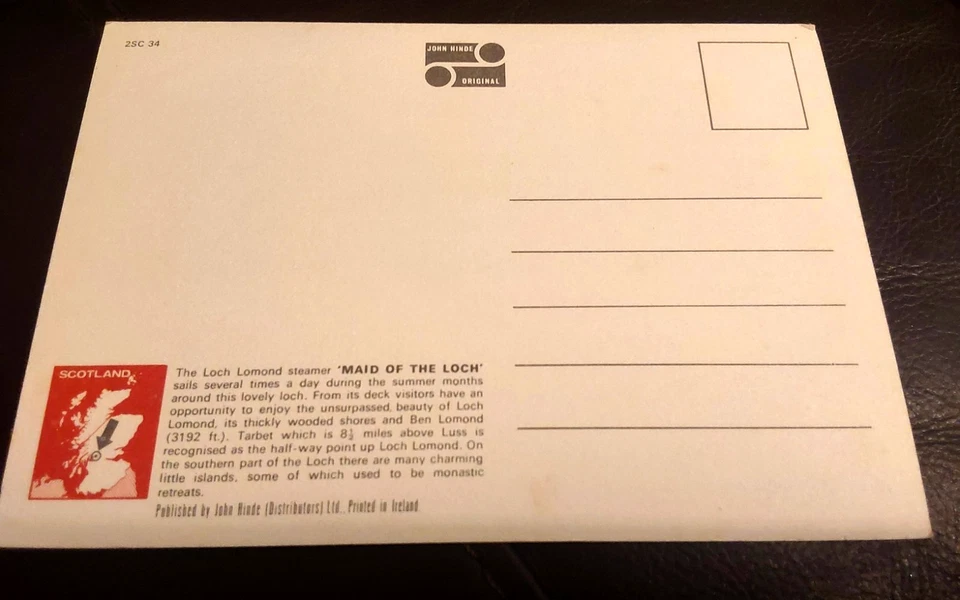 2SC 34
JOHN HINDE
ORIGINAL
SCOTLAND
The Loch Lomond steamer 'MAID OF THE LOCH'
sails several times a day during the summer months
around this lovely loch. From its deck visitors have an
opportunity to enjoy the unsurpassed beauty of Loch
Lomond, its thickly wooded shores and Ben Lomond
(3192 ft.). Tarbet which is 8½ miles above Luss is
recognised as the half-way point up Loch Lomond. On
the southern part of the Loch there are many charming
little islands, some of which used to be monastic
retreats.
Published by John Hinde (Distributors) Ltd., Printed in Ireland.